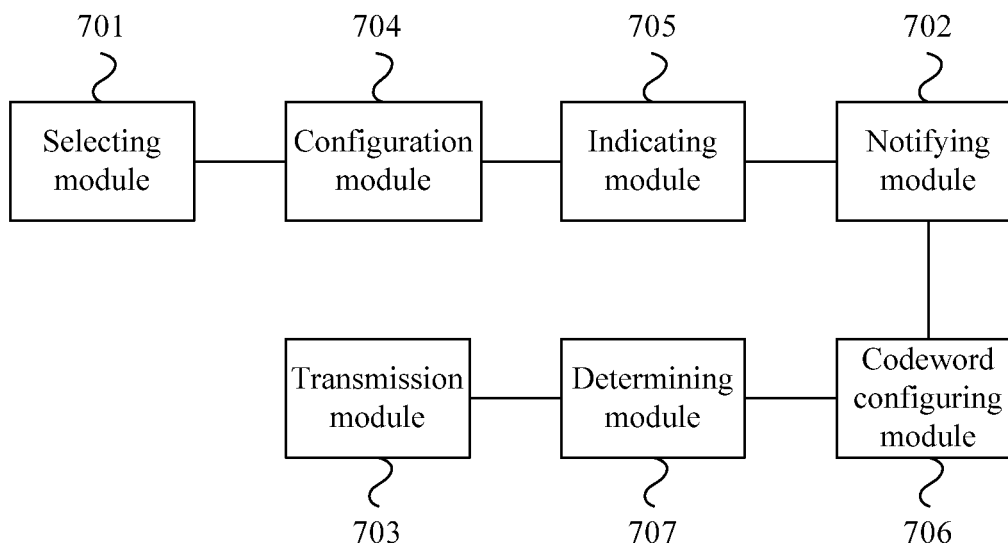 701
704
705
702
Selecting
module
Configuration
module
Indicating
module
Notifying
module
Transmission
module
Determining
module
Codeword
configuring
module
703
707
706